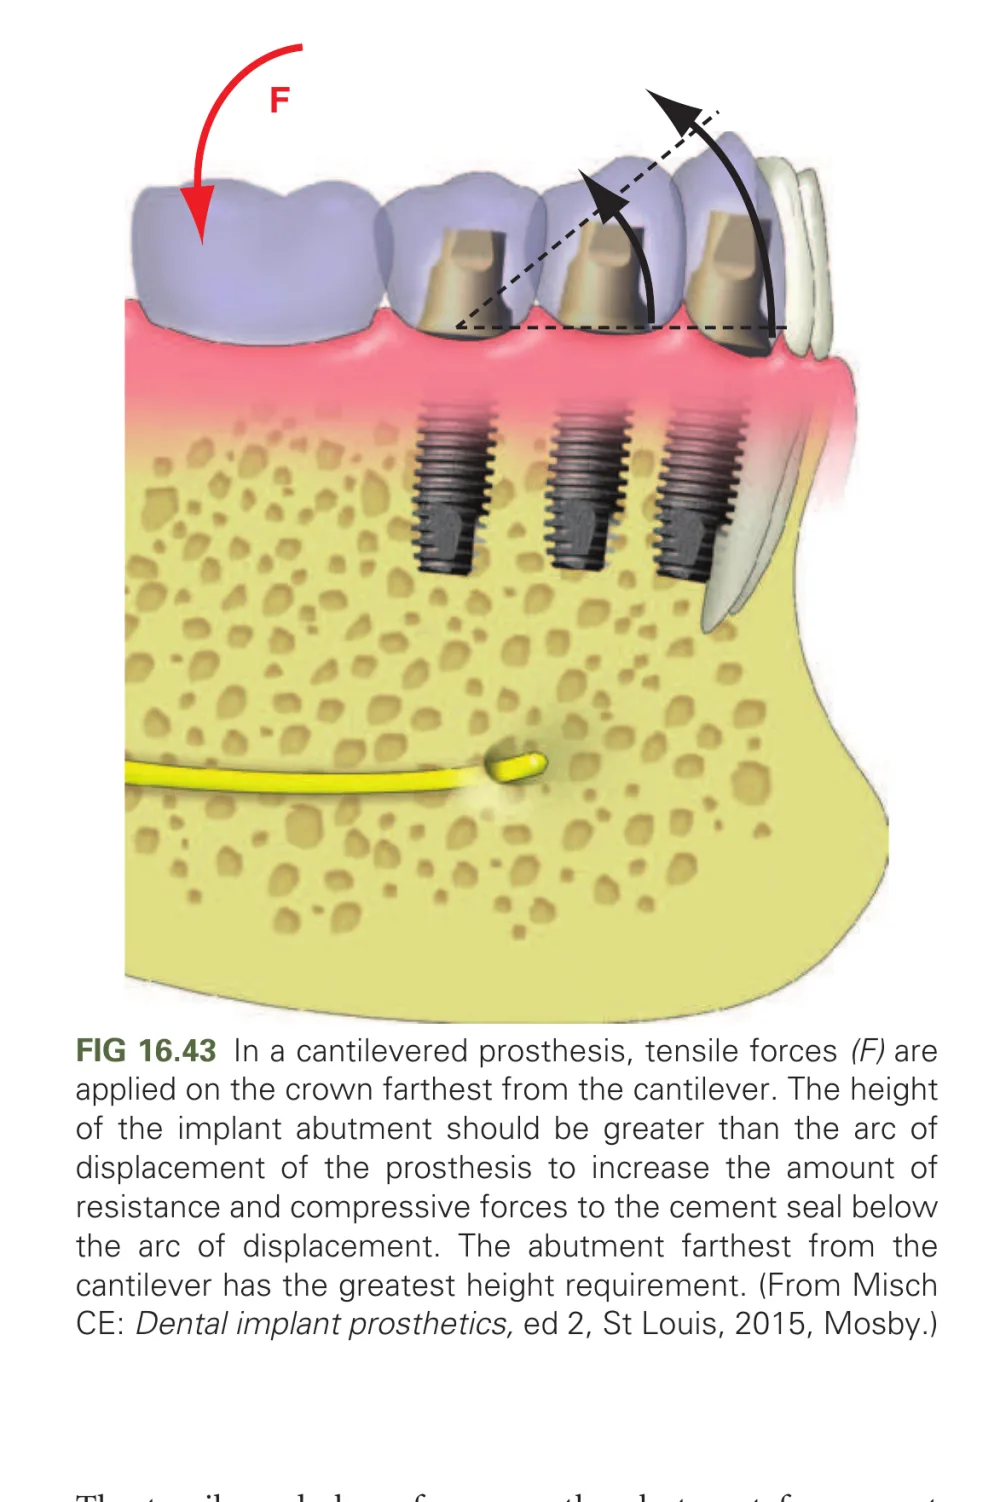 F
FIG 16.43 In a cantilevered prosthesis, tensile forces (F) are
applied on the crown farthest from the cantilever. The height
of the implant abutment should be greater than the arc of
displacement of the prosthesis to increase the amount of
resistance and compressive forces to the cement seal below
the arc of displacement. The abutment farthest from the
cantilever has the greatest height requirement. (From Misch
CE: Dental implant prosthetics, ed 2, St Louis, 2015, Mosby.)